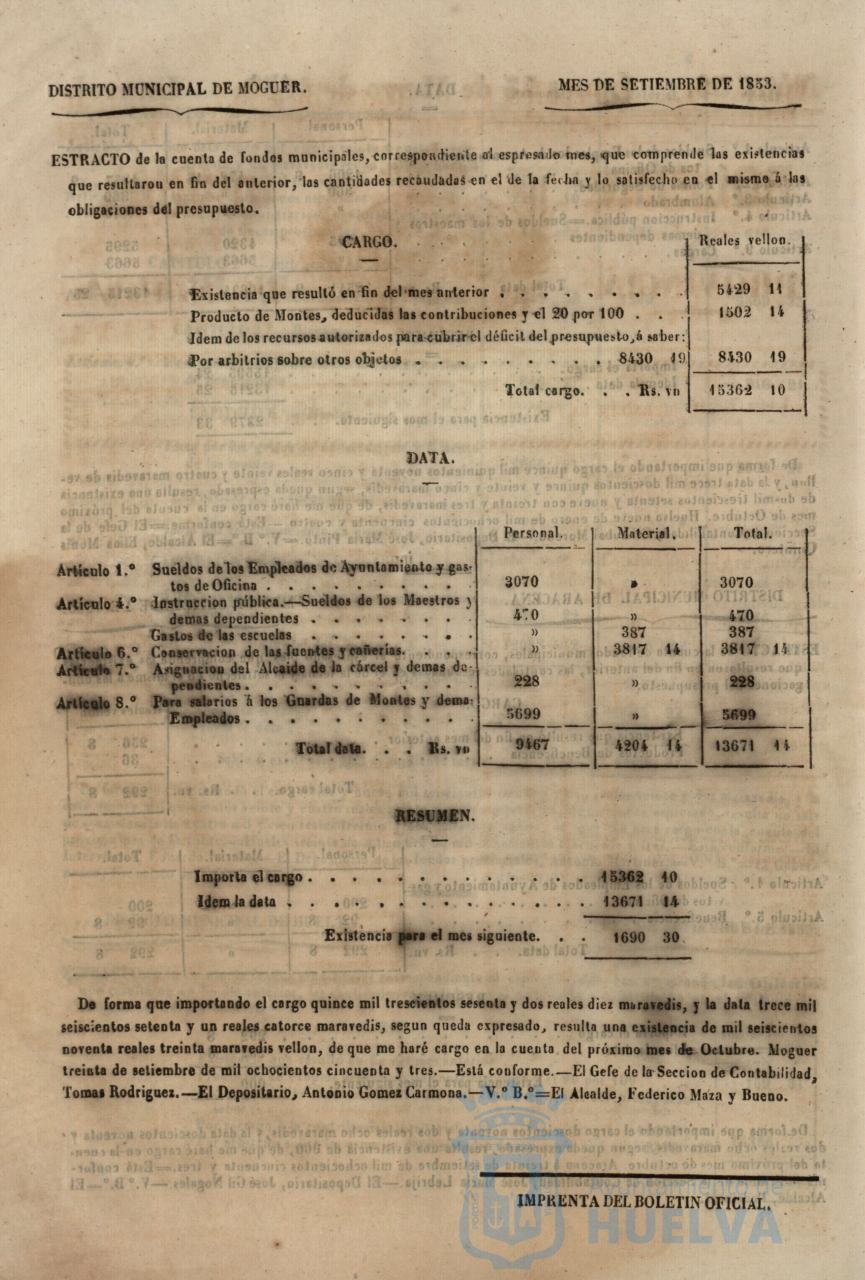 DISTRITO MUNICIPAL DE MOGUER. MES DE SETIEMBRE DE 1853.
ESTRACTO de la cuenta de fondos municipales, correspondiente al espresado mes, que comprende las existencias
que resultaron en fin del anterior, las cantidades recaudadas en el de la fecha y lo satisfecho en el mismo á las
obligaciones del presupuesto.
CARGO. Reales vellon.
Existencia que resultó en fin del mes anterior . . . . . . . . 5429 11
Producto de Montes, deducidas las contribuciones y el 20 por 100 . . . 1502 14
Idem de los recursos autorizados para cubrir el déficit del presupuesto, á saber:
Por arbitrios sobre otros objetos . . . . . . . . . 8430 19 8430 19
Total cargo. . . Rs. vn 15362 10
DATA.
Personal. Material. Total.
Artículo 1.º Sueldos de los Empleados de Ayuntamiento y gas-
tos de Oficina . . . . . . . . . 3070 » 3070
Artículo 4.º Instruccion pública.—Sueldos de los Maestros y
demas dependientes . . . . . . . 470 » 470
Gastos de las escuelas . . . . . . . » 387 387
Artículo 6.º Conservacion de las fuentes y cañerias. . . . » 3817 14 3817 14
Artículo 7.º Asignacion del Alcaide de la cárcel y demas de-
pendientes . . . . . . . . . . 228 » 228
Artículo 8.º Para salarios á los Guardas de Montes y demas
Empleados . . . . . . . . . . 5699 » 5699
Total data. . . Rs. vn 9467 4204 14 13671 14
RESUMEN.
Importa el cargo . . . . . . . . . . . . 15362 10
Idem la data . . . . . . . . . . . . . 13671 14
Existencia para el mes siguiente. . . 1690 30
De forma que importando el cargo quince mil trescientos sesenta y dos reales diez maravedis, y la data trece mil
seiscientos setenta y un reales catorce maravedis, segun queda expresado, resulta una existencia de mil seiscientos
noventa reales treinta maravedis vellon, de que me haré cargo en la cuenta del próximo mes de Octubre. Moguer
treinta de setiembre de mil ochocientos cincuenta y tres.—Está conforme.—El Gefe de la Seccion de Contabilidad,
Tomas Rodriguez.—El Depositario, Antonio Gomez Carmona.—V.º B.º=El Alcalde, Federico Maza y Bueno.
IMPRENTA DEL BOLETIN OFICIAL.
HUELVA